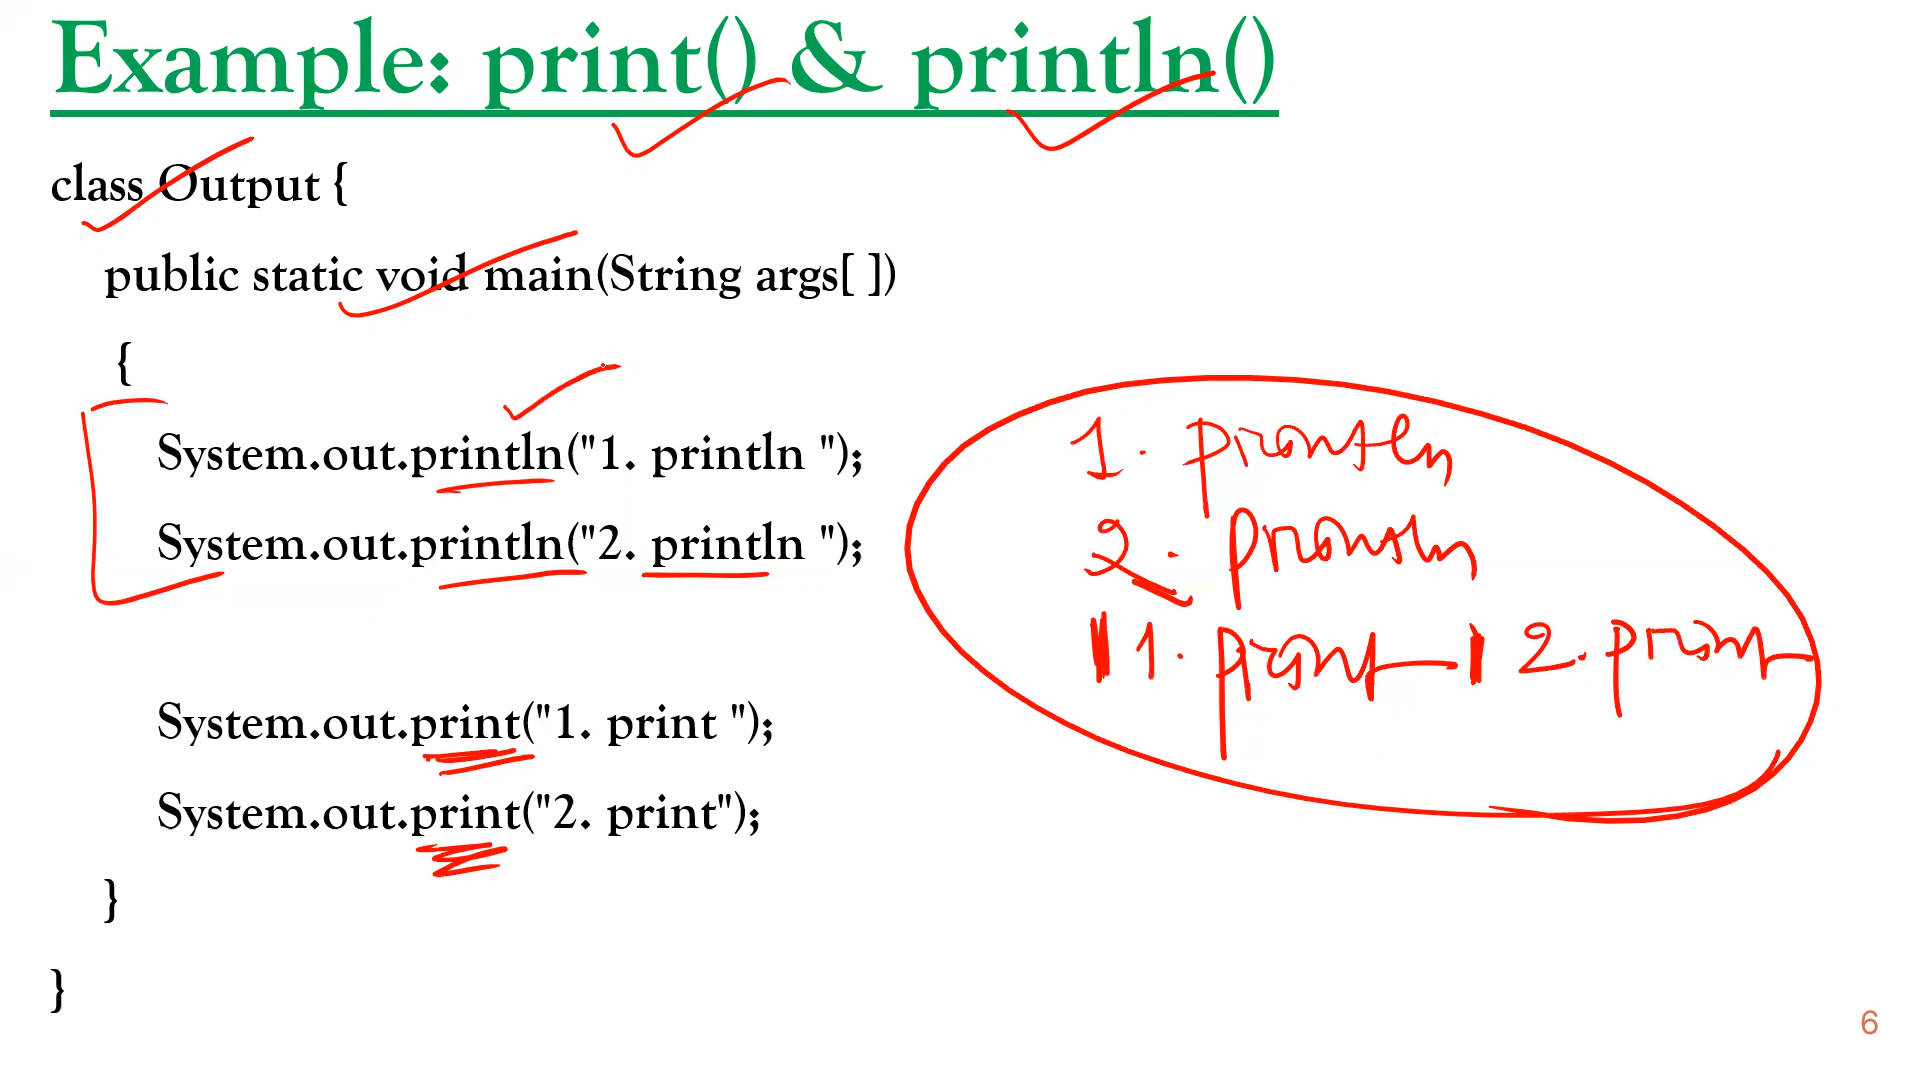 Example: print() & println()
class Output {
public static void main(String args[ ])
{
System.out.println("1. println ");
System.out.println("2. println ");
System.out.print("1. print ");
System.out.print("2. print");
}
}
1. println
2. println
1. print 2. print
6